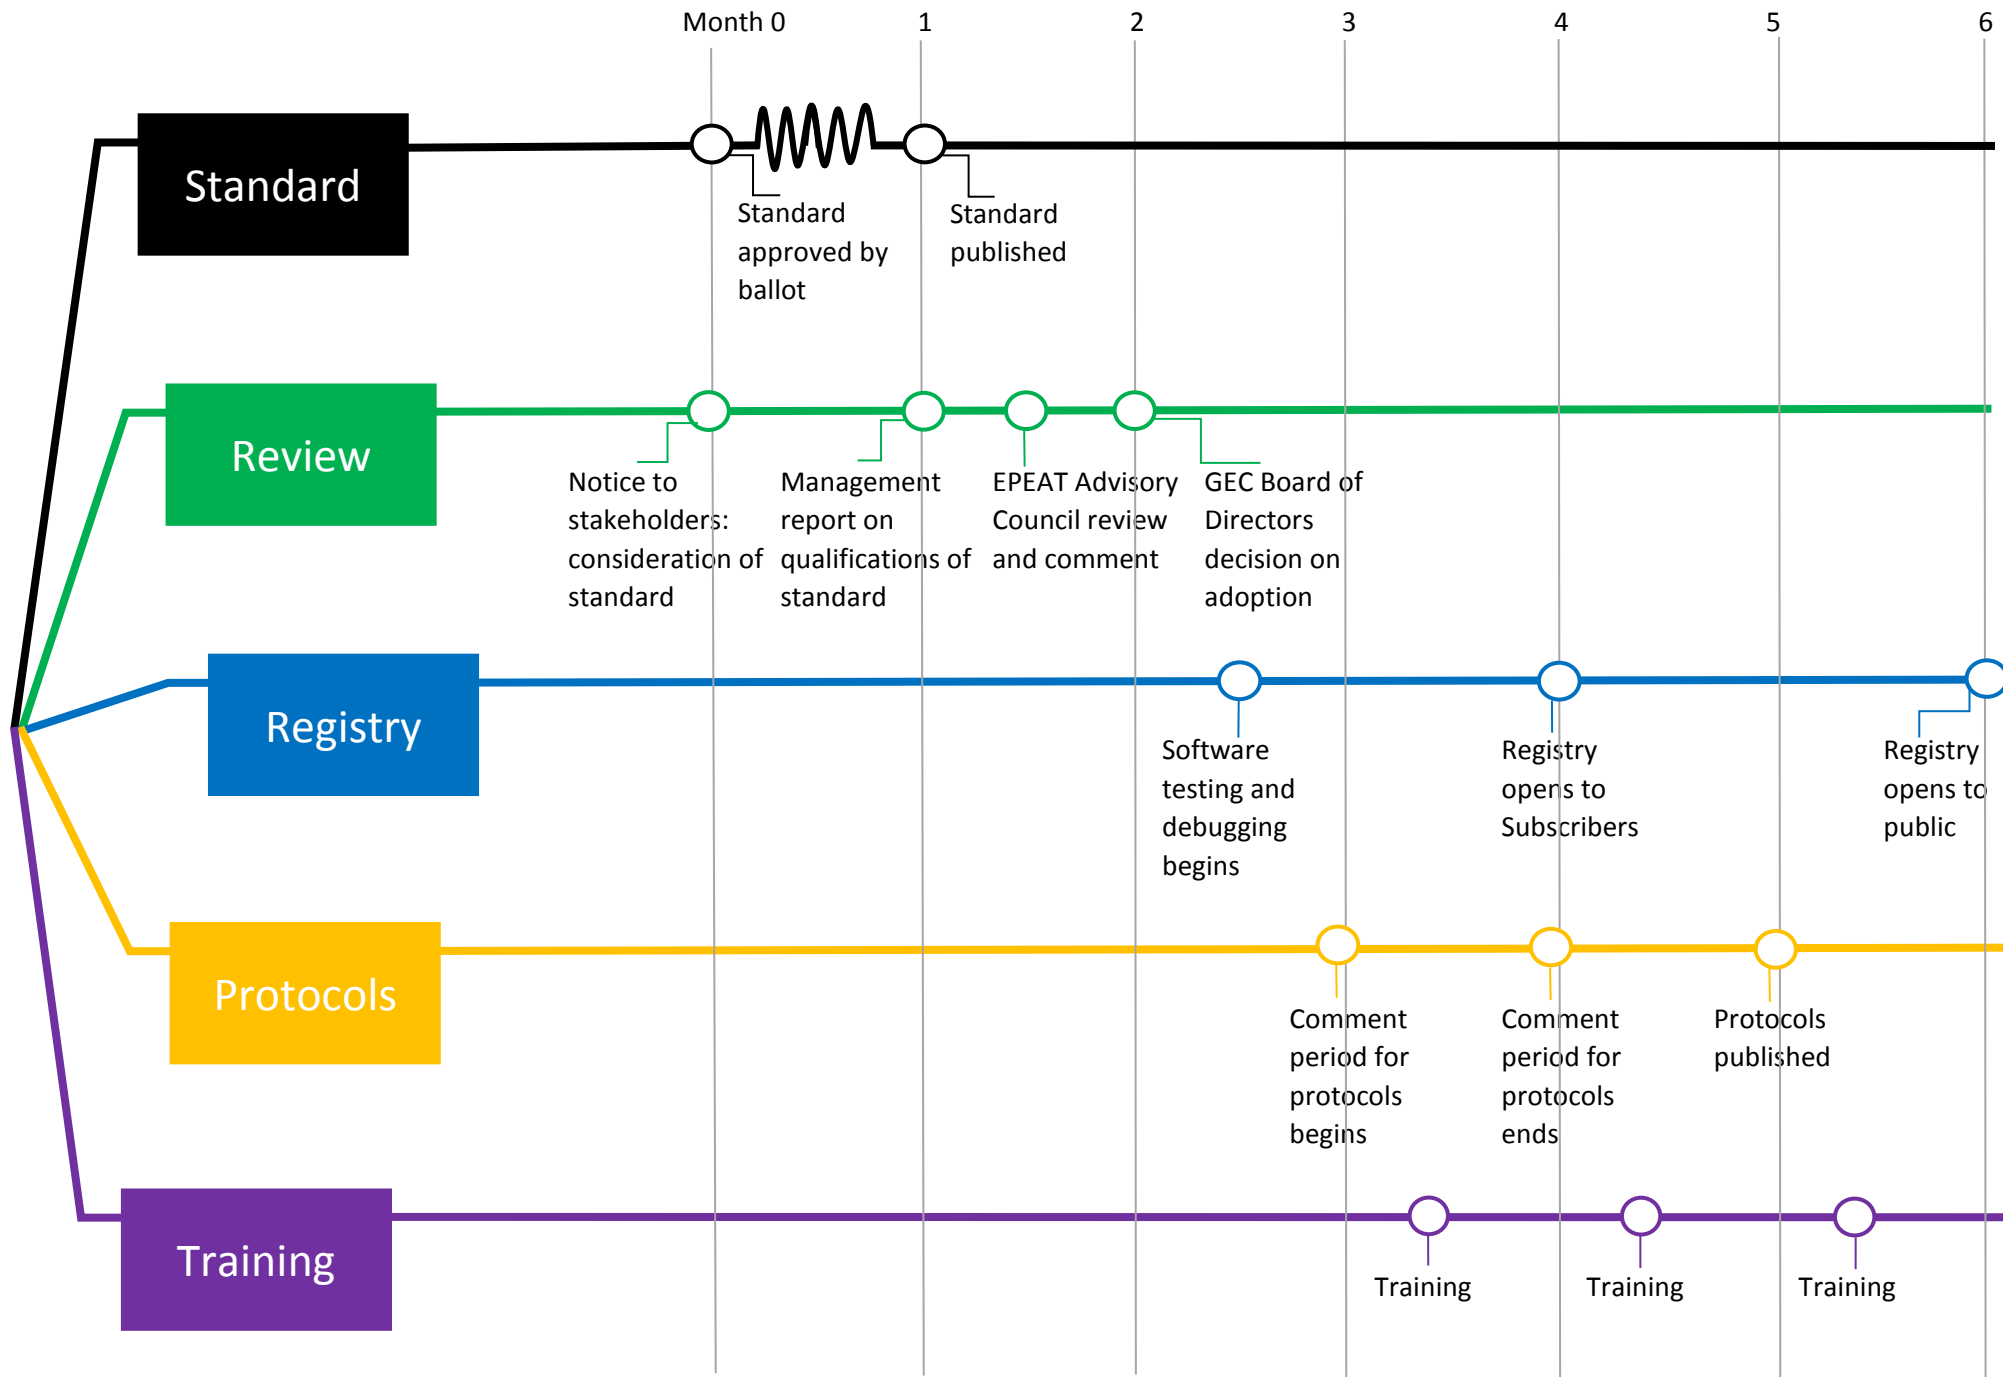 Month 0 1 2 3 4 5 6
Standard
Standard
approved by
ballot
Standard
published
Review
Notice to
stakeholders:
consideration of
standard
Management
report on
qualifications of
standard
EPEAT Advisory
Council review
and comment
GEC Board of
Directors
decision on
adoption
Registry
Software
testing and
debugging
begins
Registry
opens to
Subscribers
Registry
opens to
public
Protocols
Comment
period for
protocols
begins
Comment
period for
protocols
ends
Protocols
published
Training
Training
Training
Training